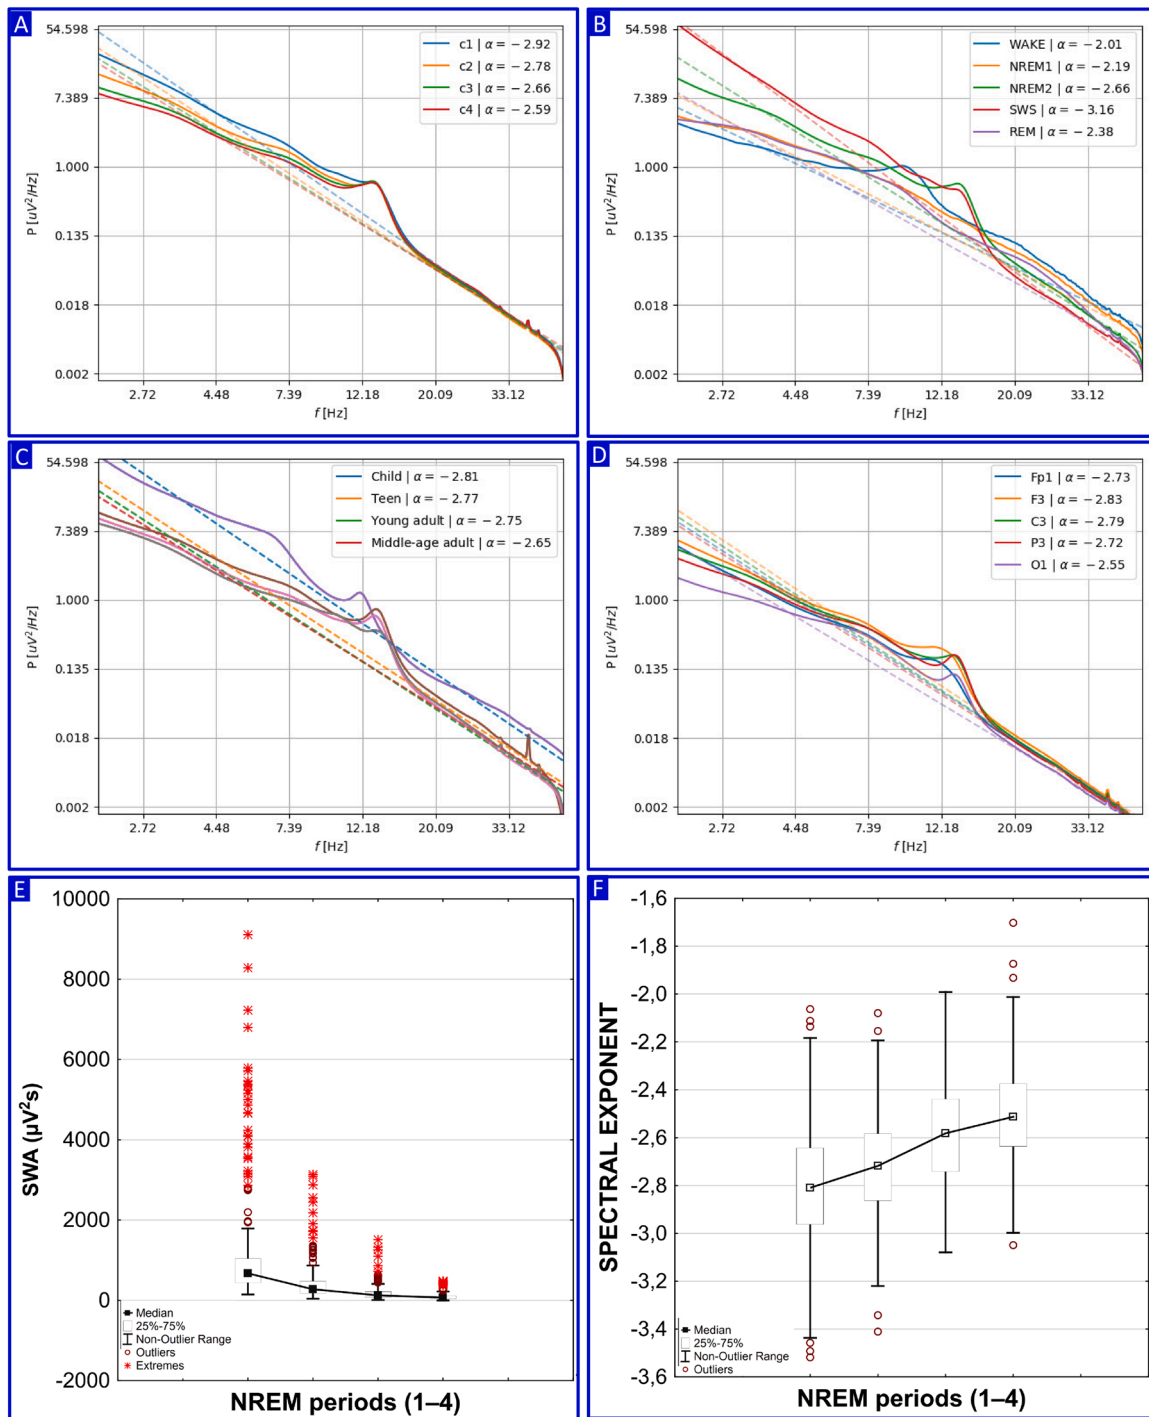 A
54.598
7.389
1.000
0.135
0.018
0.002
P [uV²/Hz]
c1 | α = −2.92
c2 | α = −2.78
c3 | α = −2.66
c4 | α = −2.59
2.72 4.48 7.39 12.18 20.09 33.12
f [Hz]
B
54.598
7.389
1.000
0.135
0.018
0.002
P [uV²/Hz]
WAKE | α = −2.01
NREM1 | α = −2.19
NREM2 | α = −2.66
SWS | α = −3.16
REM | α = −2.38
2.72 4.48 7.39 12.18 20.09 33.12
f [Hz]
C
54.598
7.389
1.000
0.135
0.018
0.002
P [uV²/Hz]
Child | α = −2.81
Teen | α = −2.77
Young adult | α = −2.75
Middle-age adult | α = −2.65
2.72 4.48 7.39 12.18 20.09 33.12
f [Hz]
D
54.598
7.389
1.000
0.135
0.018
0.002
P [uV²/Hz]
Fp1 | α = −2.73
F3 | α = −2.83
C3 | α = −2.79
P3 | α = −2.72
O1 | α = −2.55
2.72 4.48 7.39 12.18 20.09 33.12
f [Hz]
E
10000
8000
6000
4000
2000
0
-2000
SWA (µV²s)
Median
25%-75%
Non-Outlier Range
Outliers
Extremes
NREM periods (1–4)
F
-1,6
-1,8
-2,0
-2,2
-2,4
-2,6
-2,8
-3,0
-3,2
-3,4
-3,6
SPECTRAL EXPONENT
Median
25%-75%
Non-Outlier Range
Outliers
NREM periods (1–4)